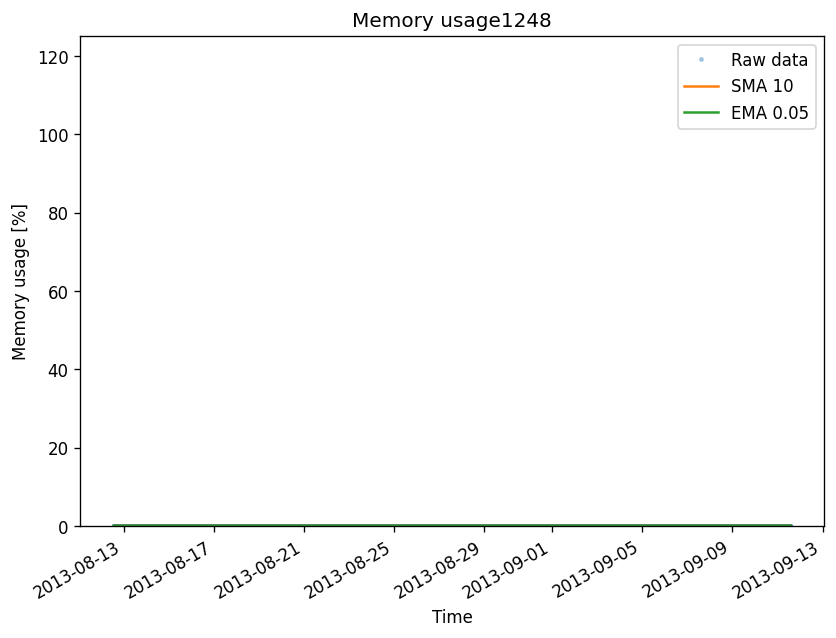 Memory usage1248
Raw data
SMA 10
EMA 0.05
Memory usage [%]
120
100
80
60
40
20
0
2013-08-13
2013-08-17
2013-08-21
2013-08-25
2013-08-29
2013-09-01
2013-09-05
2013-09-09
2013-09-13
Time